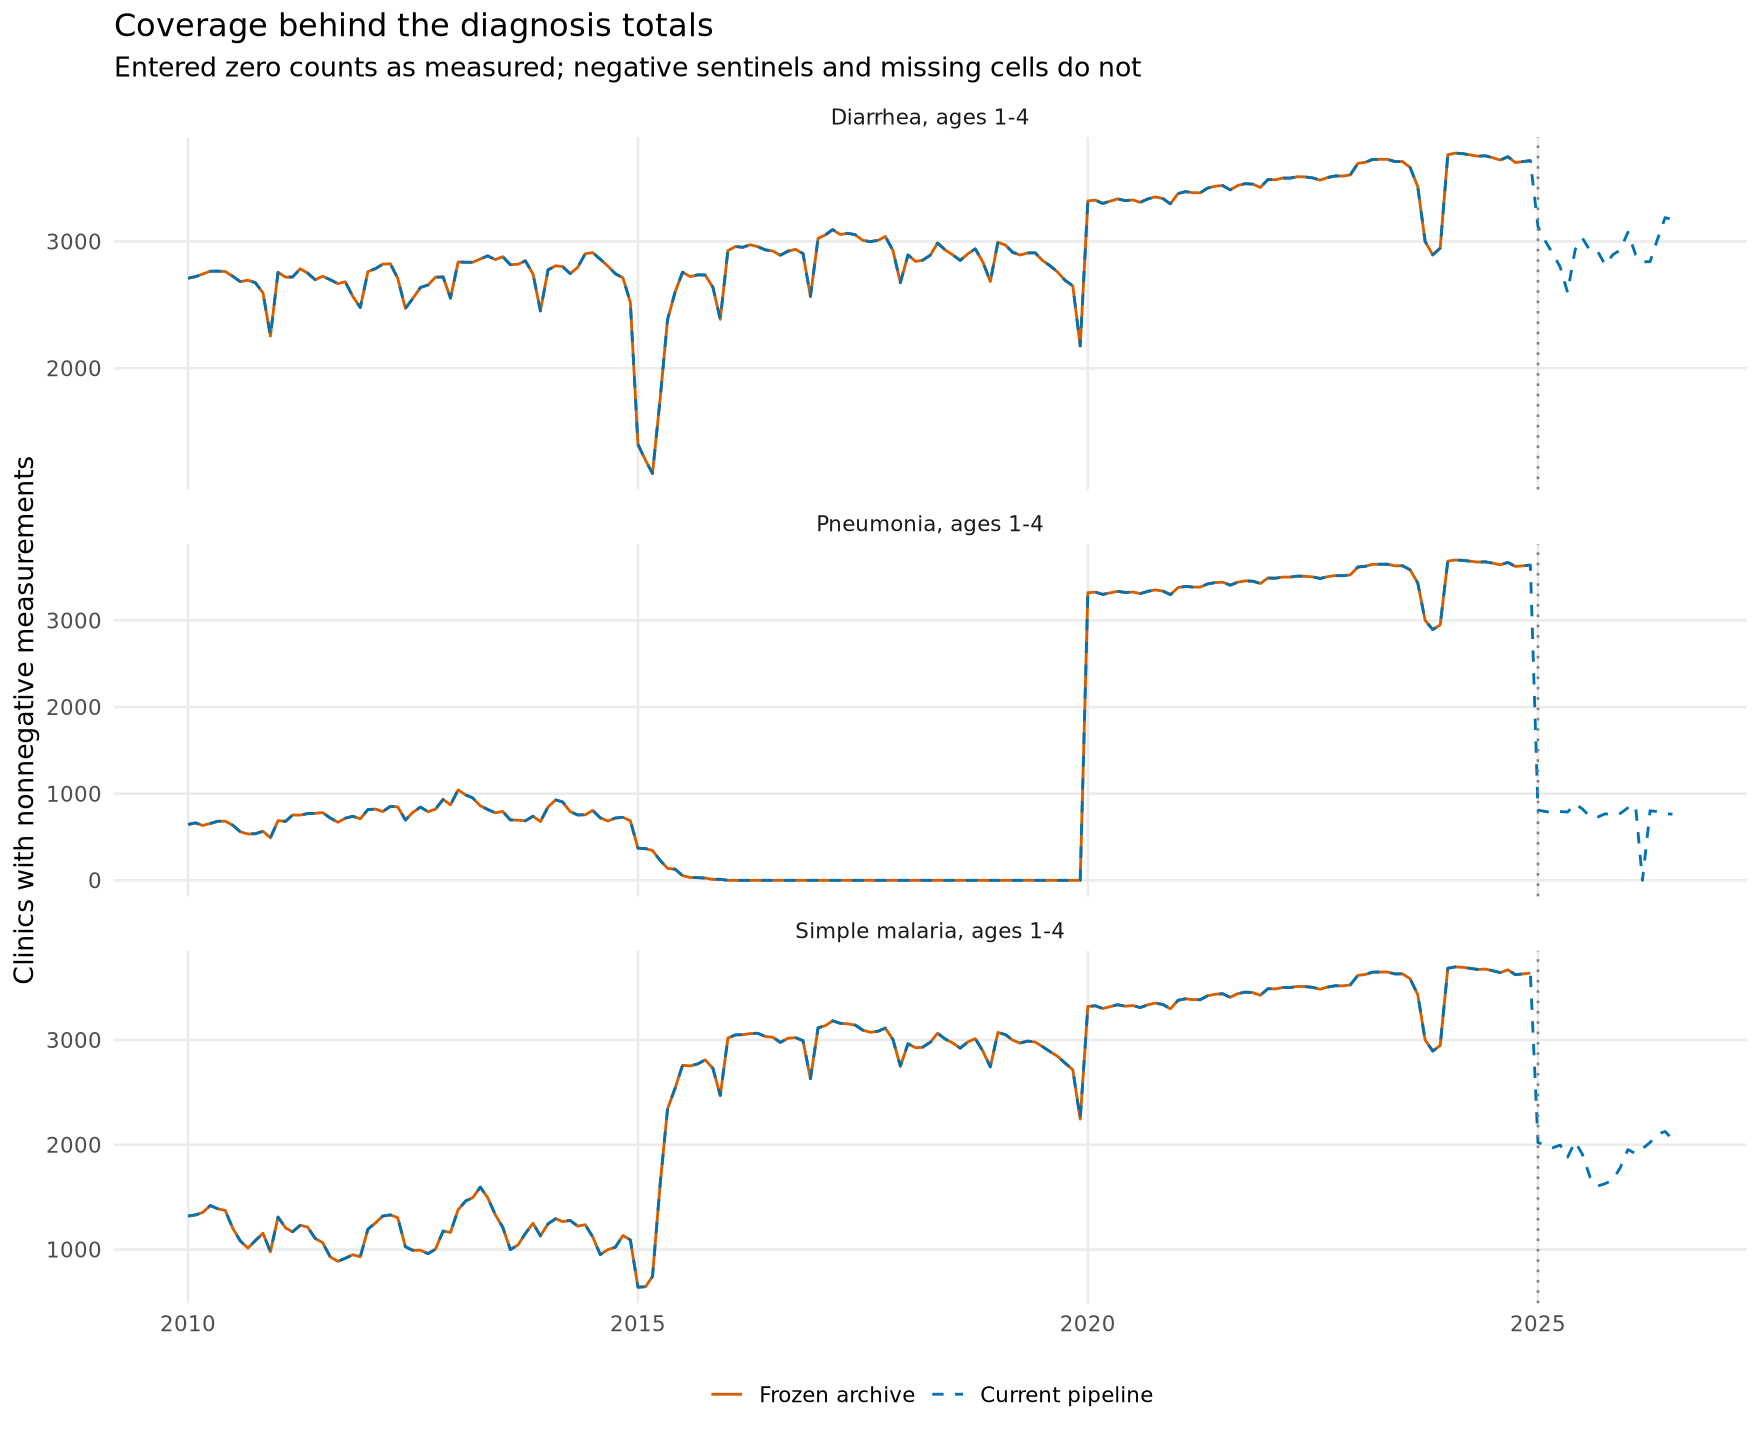 Coverage behind the diagnosis totals
Entered zero counts as measured; negative sentinels and missing cells do not
Clinics with nonnegative measurements
Diarrhea, ages 1-4
3000
2000
Pneumonia, ages 1-4
3000
2000
1000
0
Simple malaria, ages 1-4
3000
2000
1000
2010
2015
2020
2025
Frozen archive
Current pipeline